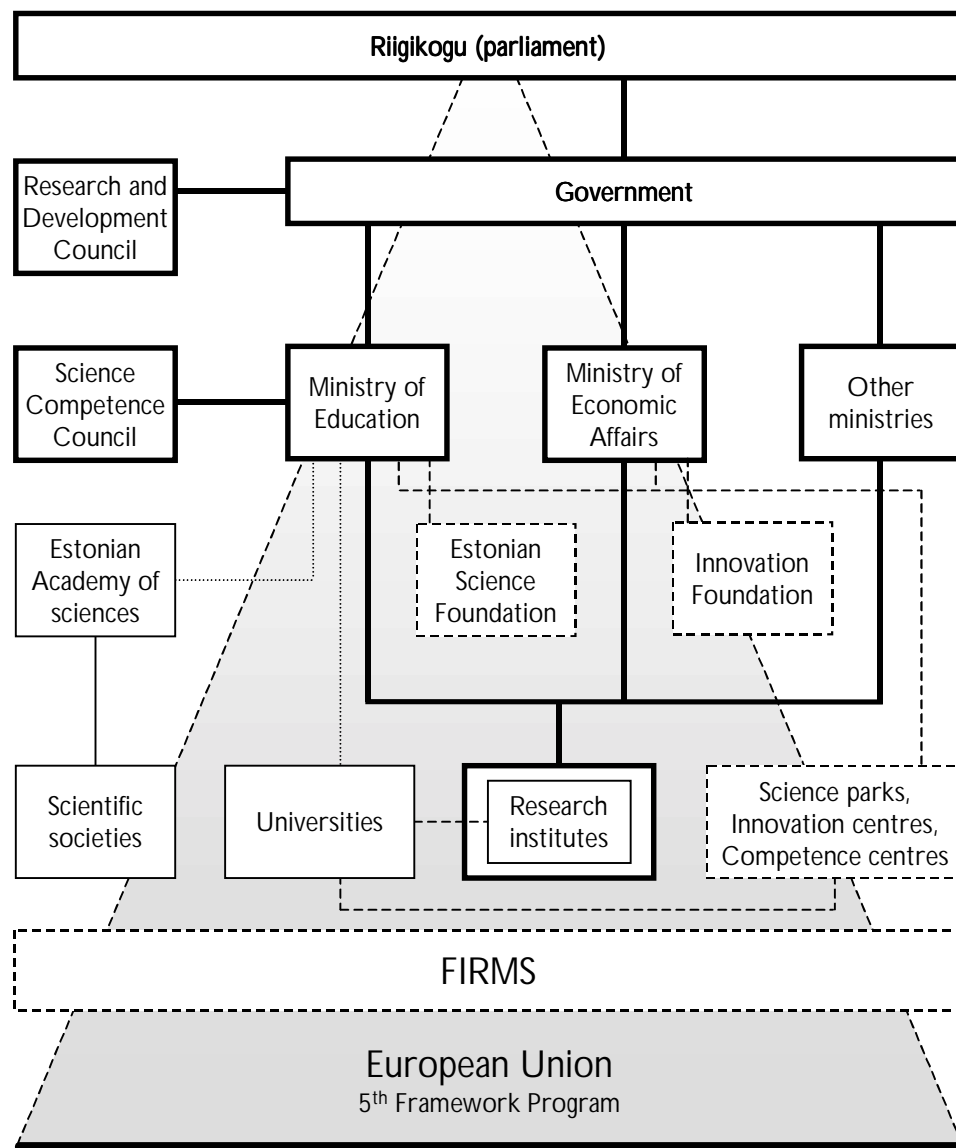 Riigikogu (parliament)
Research and
Development
Council
Government
Science
Competence
Council
Ministry of
Education
Ministry of
Economic
Affairs
Other
ministries
Estonian
Academy of
sciences
Estonian
Science
Foundation
Innovation
Foundation
Scientific
societies
Universities
Research
institutes
Science parks,
Innovation centres,
Competence centres
FIRMS
European Union
5th Framework Program